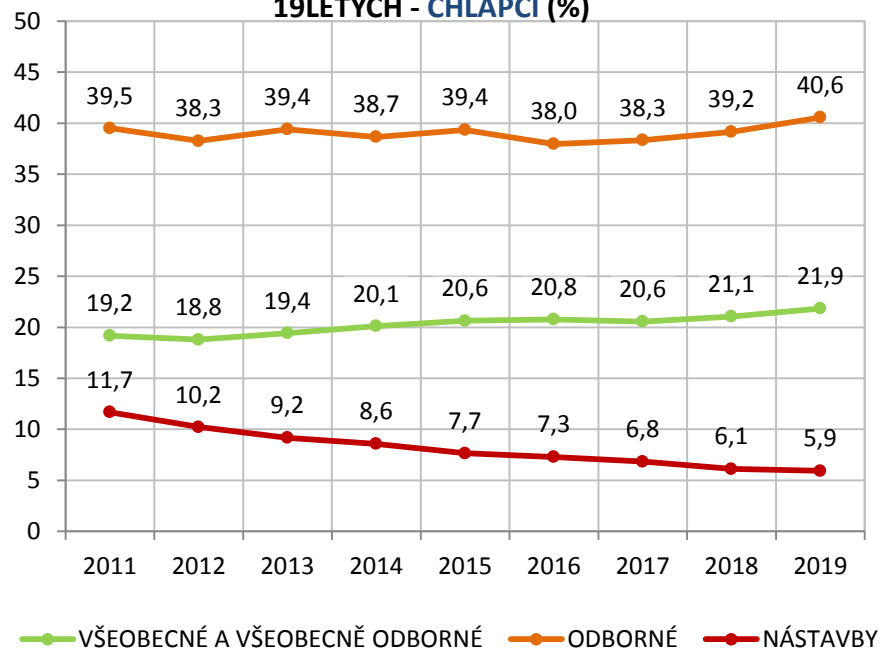 19LETÝCH - CHLAPCI (%)
50
45
40
35
30
25
20
15
10
5
0
39,5 38,3 39,4 38,7 39,4 38,0 38,3 39,2 40,6
19,2 18,8 19,4 20,1 20,6 20,8 20,6 21,1 21,9
11,7 10,2 9,2 8,6 7,7 7,3 6,8 6,1 5,9
2011 2012 2013 2014 2015 2016 2017 2018 2019
VŠEOBECNÉ A VŠEOBECNĚ ODBORNÉ ODBORNÉ NÁSTAVBY